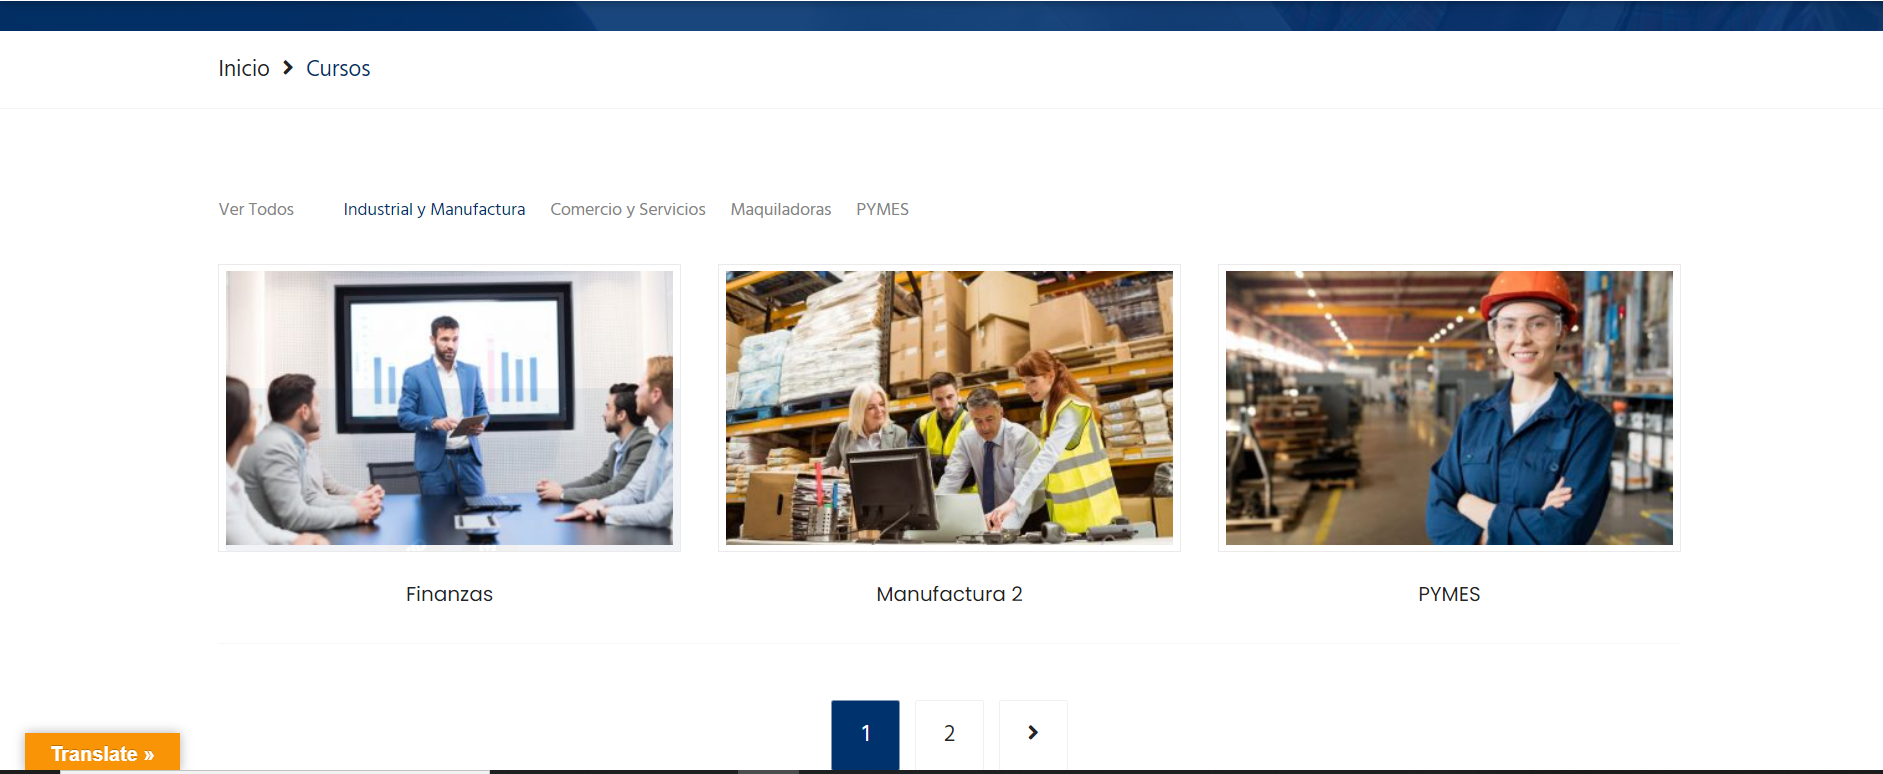 Inicio > Cursos
Ver Todos Industrial y Manufactura Comercio y Servicios Maquiladoras PYMES
Finanzas Manufactura 2 PYMES
1 2 >
Translate »